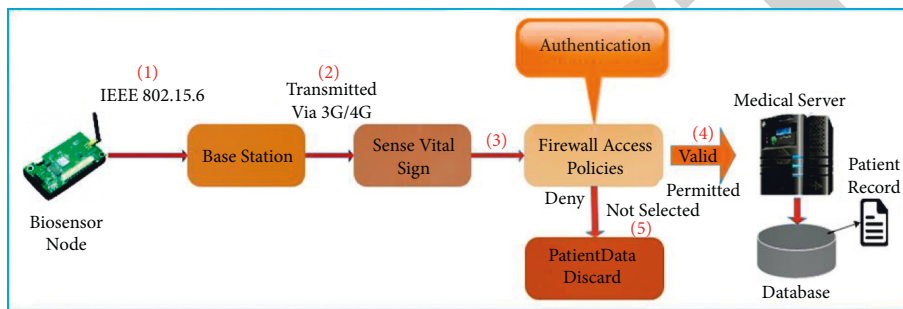 Authentication
(1)
IEEE 802.15.6
(2)
Transmitted
Via 3G/4G
Base Station
Sense Vital
Sign
(3)
Firewall Access
Policies
(4)
Valid
Permitted
Medical Server
Patient
Record
Biosensor
Node
Deny
Not Selected
(5)
PatientData
Discard
Database